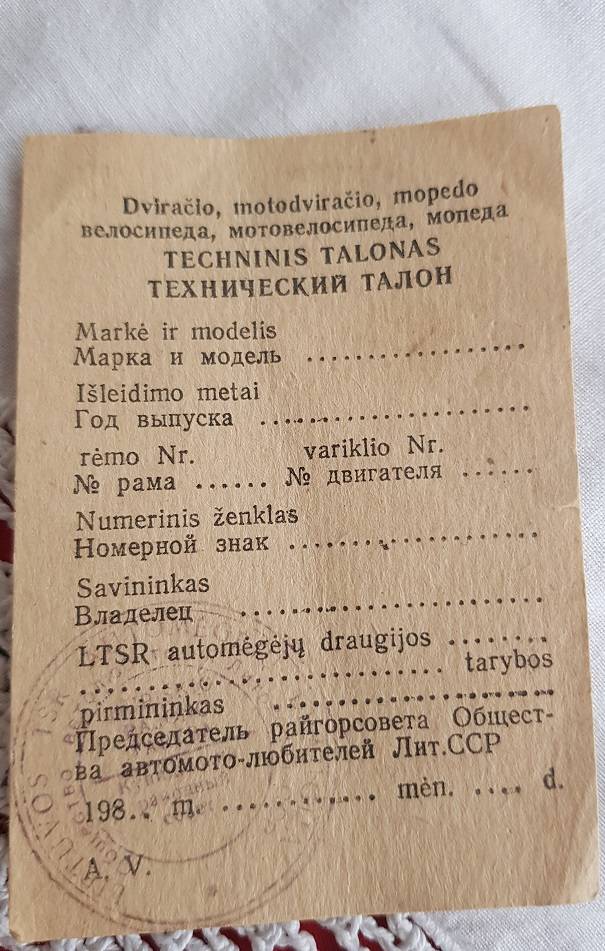 Dviračio, motodviračio, mopedo
велосипеда, мотовелосипеда, мопеда
TECHNINIS TALONAS
ТЕХНИЧЕСКИЙ ТАЛОН
Markė ir modelis
Марка и модель ....................
Išleidimo metai
Год выпуска ........................
rėmo Nr. variklio Nr.
№ рама ...... № двигателя ......
Numerinis ženklas
Номерной знак .....................
Savininkas
Владелец ..........................
LTSR automėgėjų draugijos ........
.............................. tarybos
pirmininkas ........................
Председатель райгорсовета Общест-
ва автомото-любителей Лит.ССР
198.. m. ............. mėn. .... d.
A. V.
LIETUVOS TSR